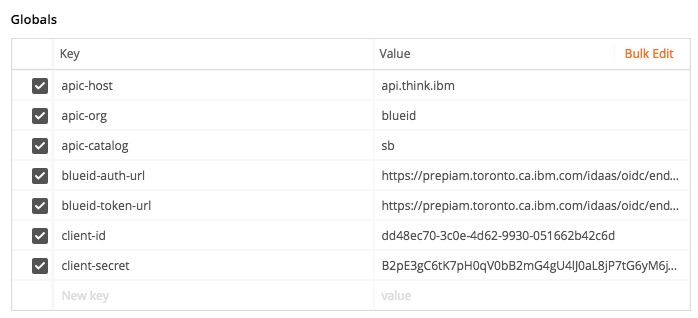 Globals
Key Value Bulk Edit
apic-host api.think.ibm
apic-org blueid
apic-catalog sb
blueid-auth-url https://prepiam.toronto.ca.ibm.com/idaas/oidc/end...
blueid-token-url https://prepiam.toronto.ca.ibm.com/idaas/oidc/end...
client-id dd48ec70-3c0e-4d62-9930-051662b42c6d
client-secret B2pE3gC6tK7pH0qV0bB2mG4gU4lJ0aL8jP7tG6yM6j...
New key value